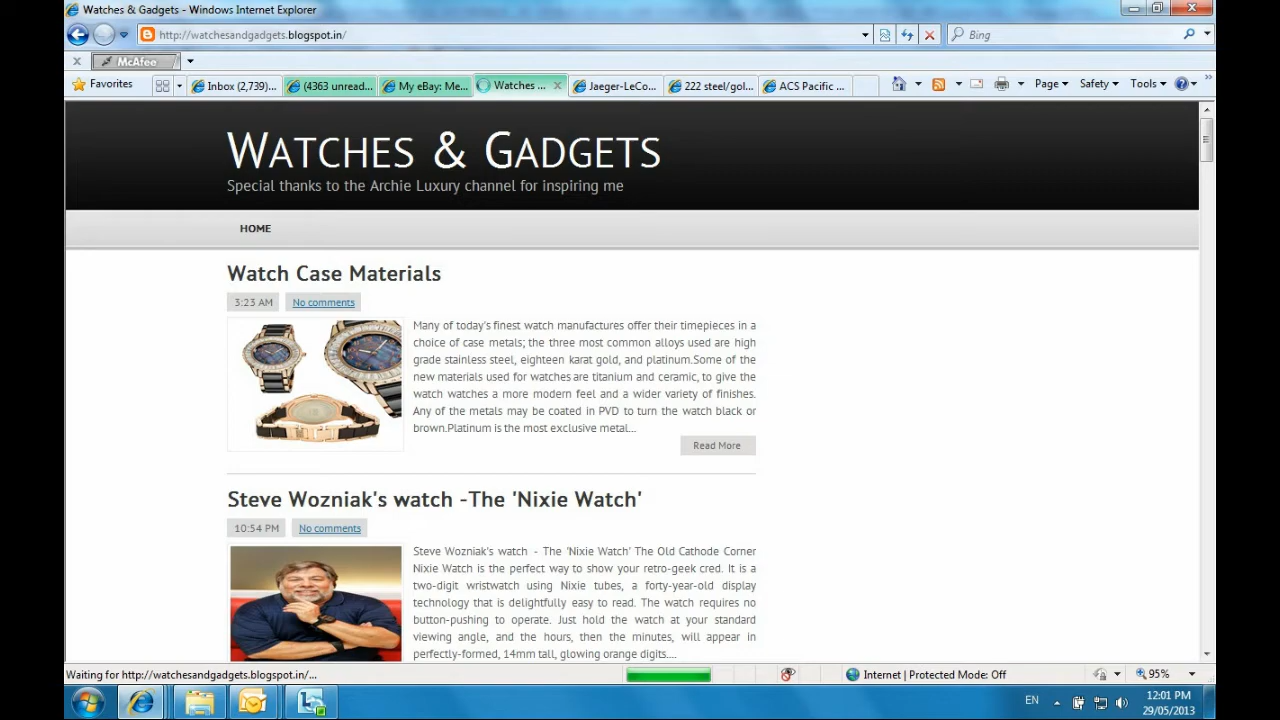 Watches & Gadgets - Windows Internet Explorer
http://watchesandgadgets.blogspot.in/
Bing
McAfee
Favorites
Inbox (2,739)...
(4363 unread...
My eBay: Me...
Watches ...
Jaeger-LeCo...
222 steel/gol...
ACS Pacific ...
Page
Safety
Tools
WATCHES & GADGETS
Special thanks to the Archie Luxury channel for inspiring me
HOME
Watch Case Materials
3:23 AM
No comments
Many of today's finest watch manufactures offer their timepieces in a
choice of case metals; the three most common alloys used are high
grade stainless steel, eighteen karat gold, and platinum.Some of the
new materials used for watches are titanium and ceramic, to give the
watch watches a more modern feel and a wider variety of finishes.
Any of the metals may be coated in PVD to turn the watch black or
brown.Platinum is the most exclusive metal...
Read More
Steve Wozniak's watch -The 'Nixie Watch'
10:54 PM
No comments
Steve Wozniak's watch - The 'Nixie Watch' The Old Cathode Corner
Nixie Watch is the perfect way to show your retro-geek cred. It is a
two-digit wristwatch using Nixie tubes, a forty-year-old display
technology that is delightfully easy to read. The watch requires no
button-pushing to operate. Just hold the watch at your standard
viewing angle, and the hours, then the minutes, will appear in
perfectly-formed, 14mm tall, glowing orange digits....
Waiting for http://watchesandgadgets.blogspot.in/...
Internet | Protected Mode: Off
95%
EN
12:01 PM
29/05/2013